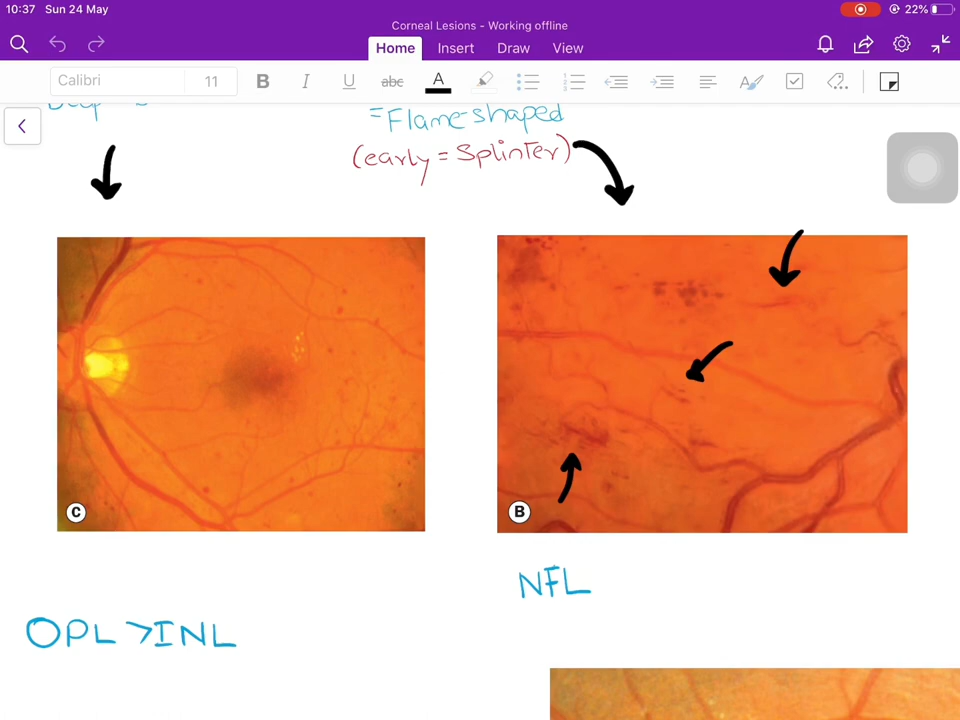 10:37 Sun 24 May
22%
Corneal Lesions - Working offline
Home Insert Draw View
Calibri 11 B I U abc A
Deep
=Flame-shaped
(early = Splinter)
C
B
NFL
OPL >INL